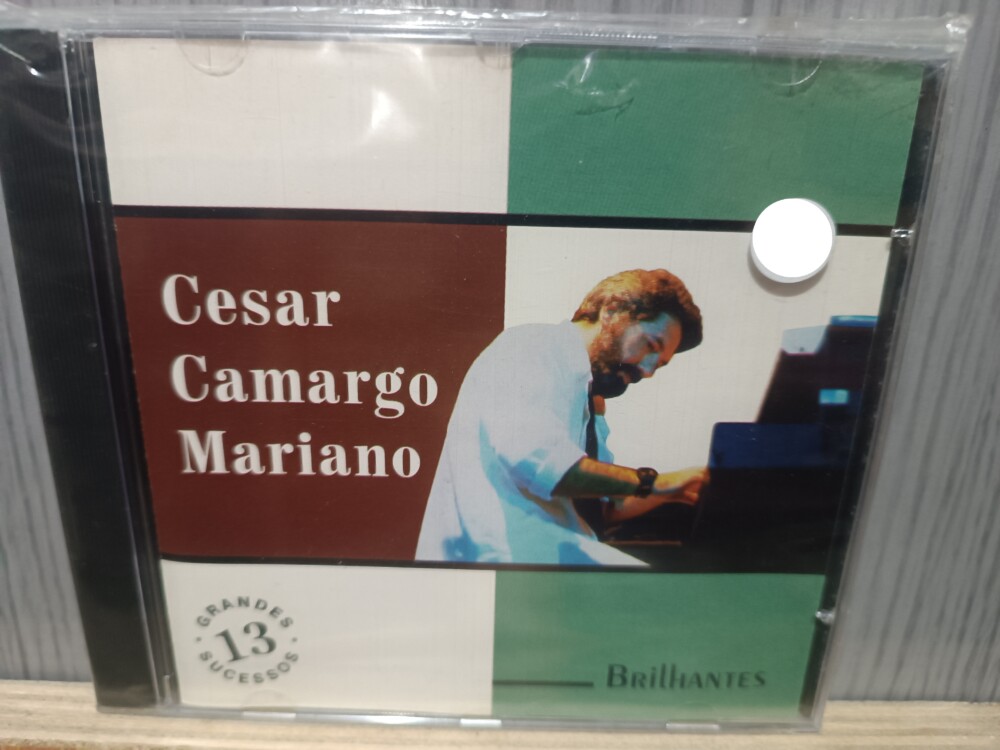 Cesar
Camargo
Mariano
GRANDES
13
SUCESSOS
BRILHANTES